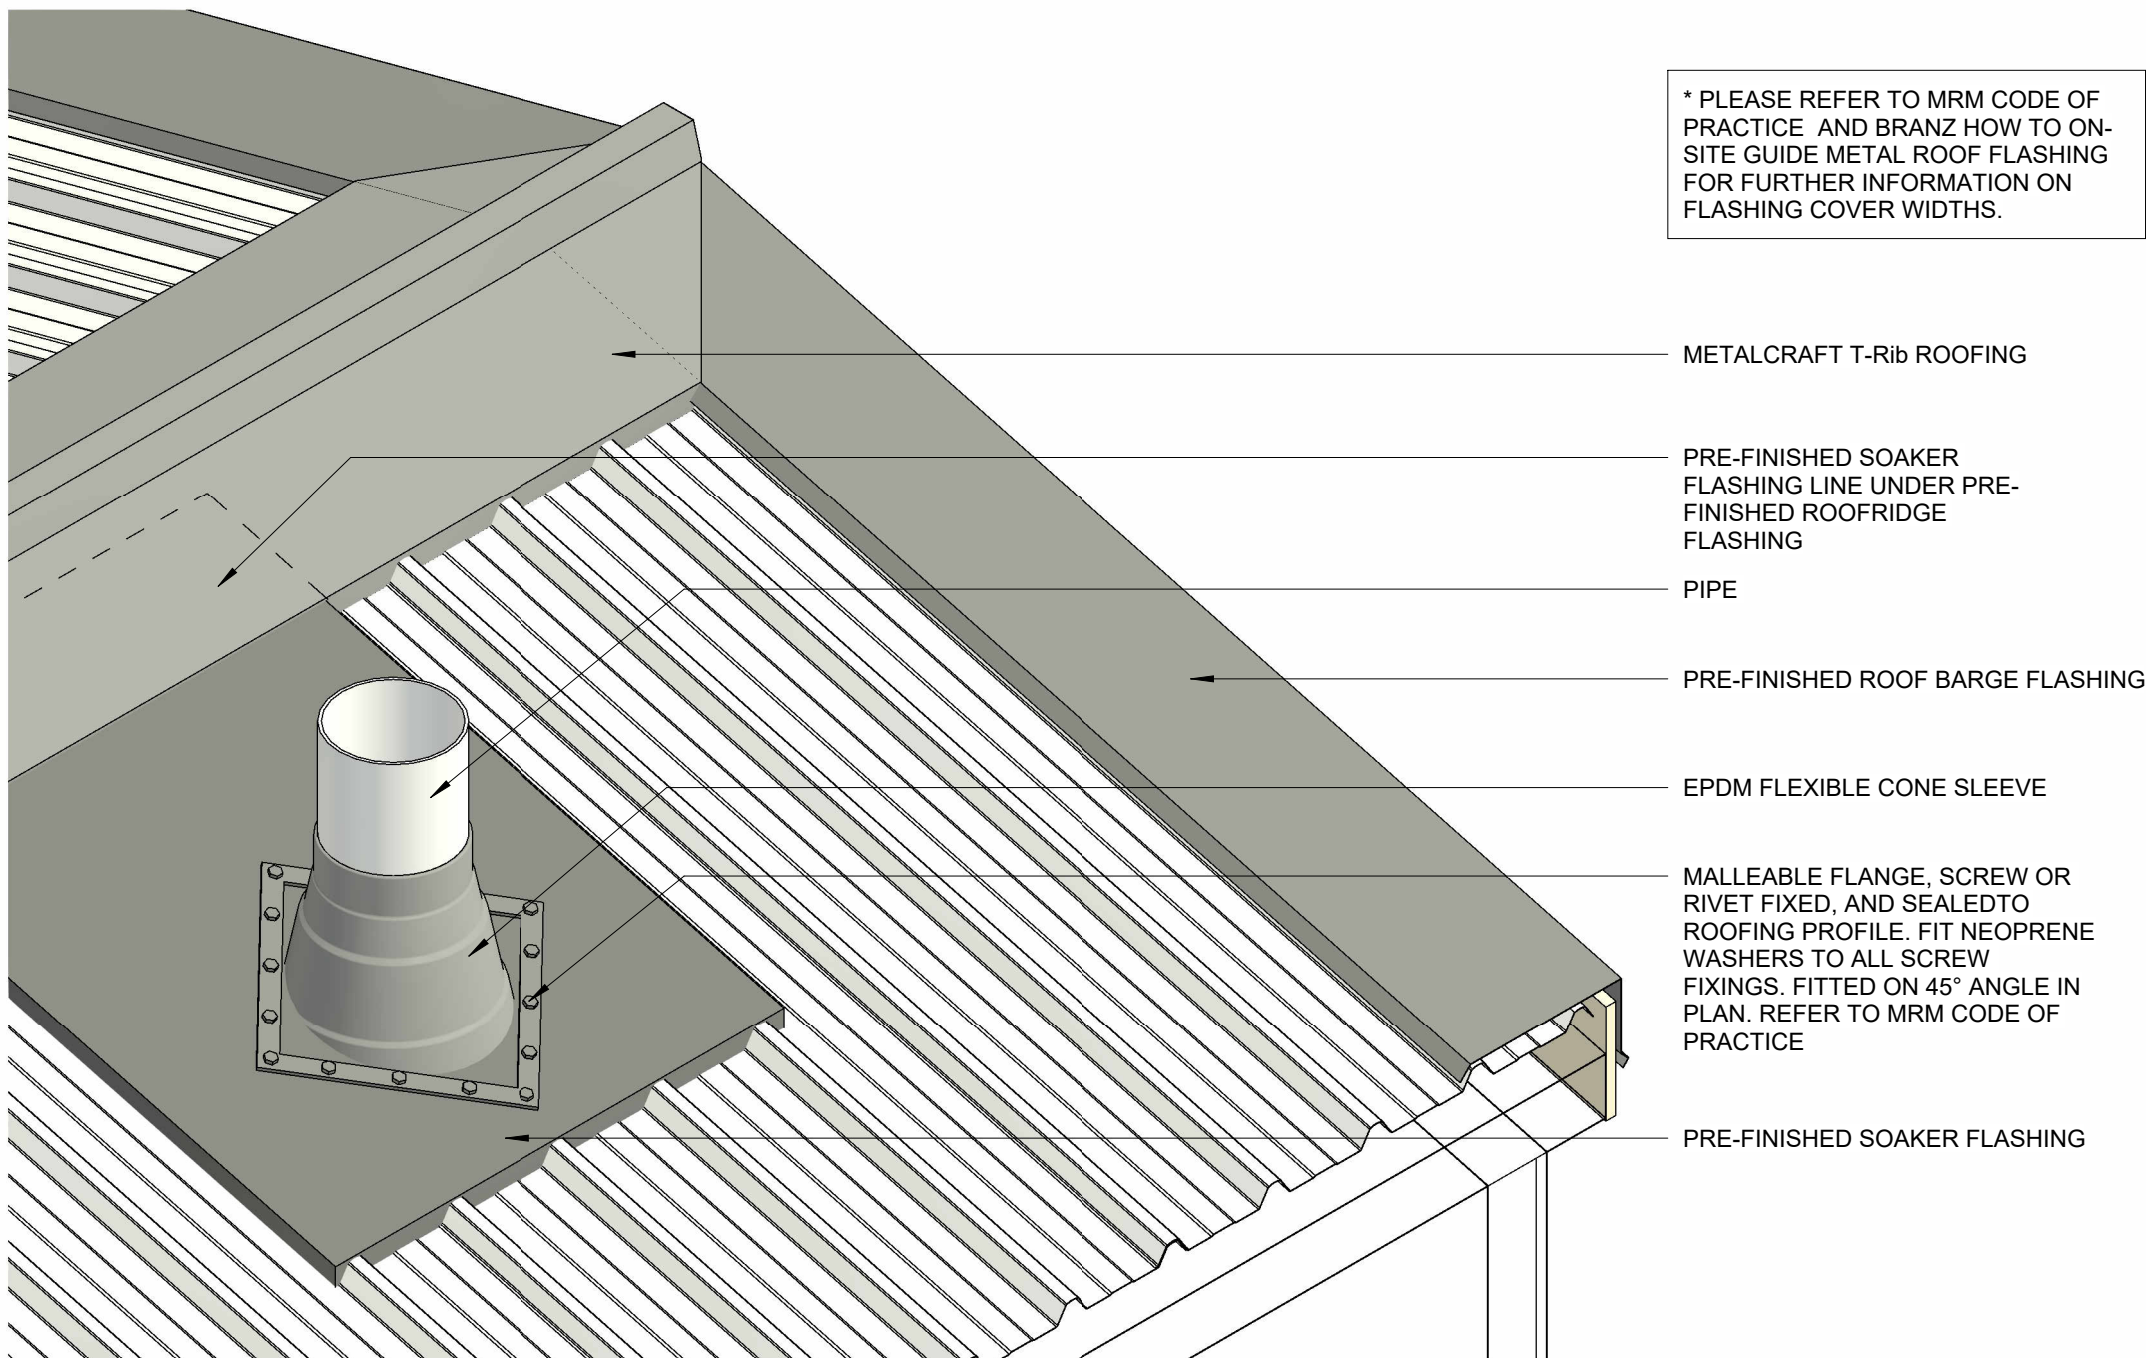 * PLEASE REFER TO MRM CODE OF
PRACTICE AND BRANZ HOW TO ON-
SITE GUIDE METAL ROOF FLASHING
FOR FURTHER INFORMATION ON
FLASHING COVER WIDTHS.
METALCRAFT T-Rib ROOFING
PRE-FINISHED SOAKER
FLASHING LINE UNDER PRE-
FINISHED ROOFRIDGE
FLASHING
PIPE
PRE-FINISHED ROOF BARGE FLASHING
EPDM FLEXIBLE CONE SLEEVE
MALLEABLE FLANGE, SCREW OR
RIVET FIXED, AND SEALEDTO
ROOFING PROFILE. FIT NEOPRENE
WASHERS TO ALL SCREW
FIXINGS. FITTED ON 45° ANGLE IN
PLAN. REFER TO MRM CODE OF
PRACTICE
PRE-FINISHED SOAKER FLASHING